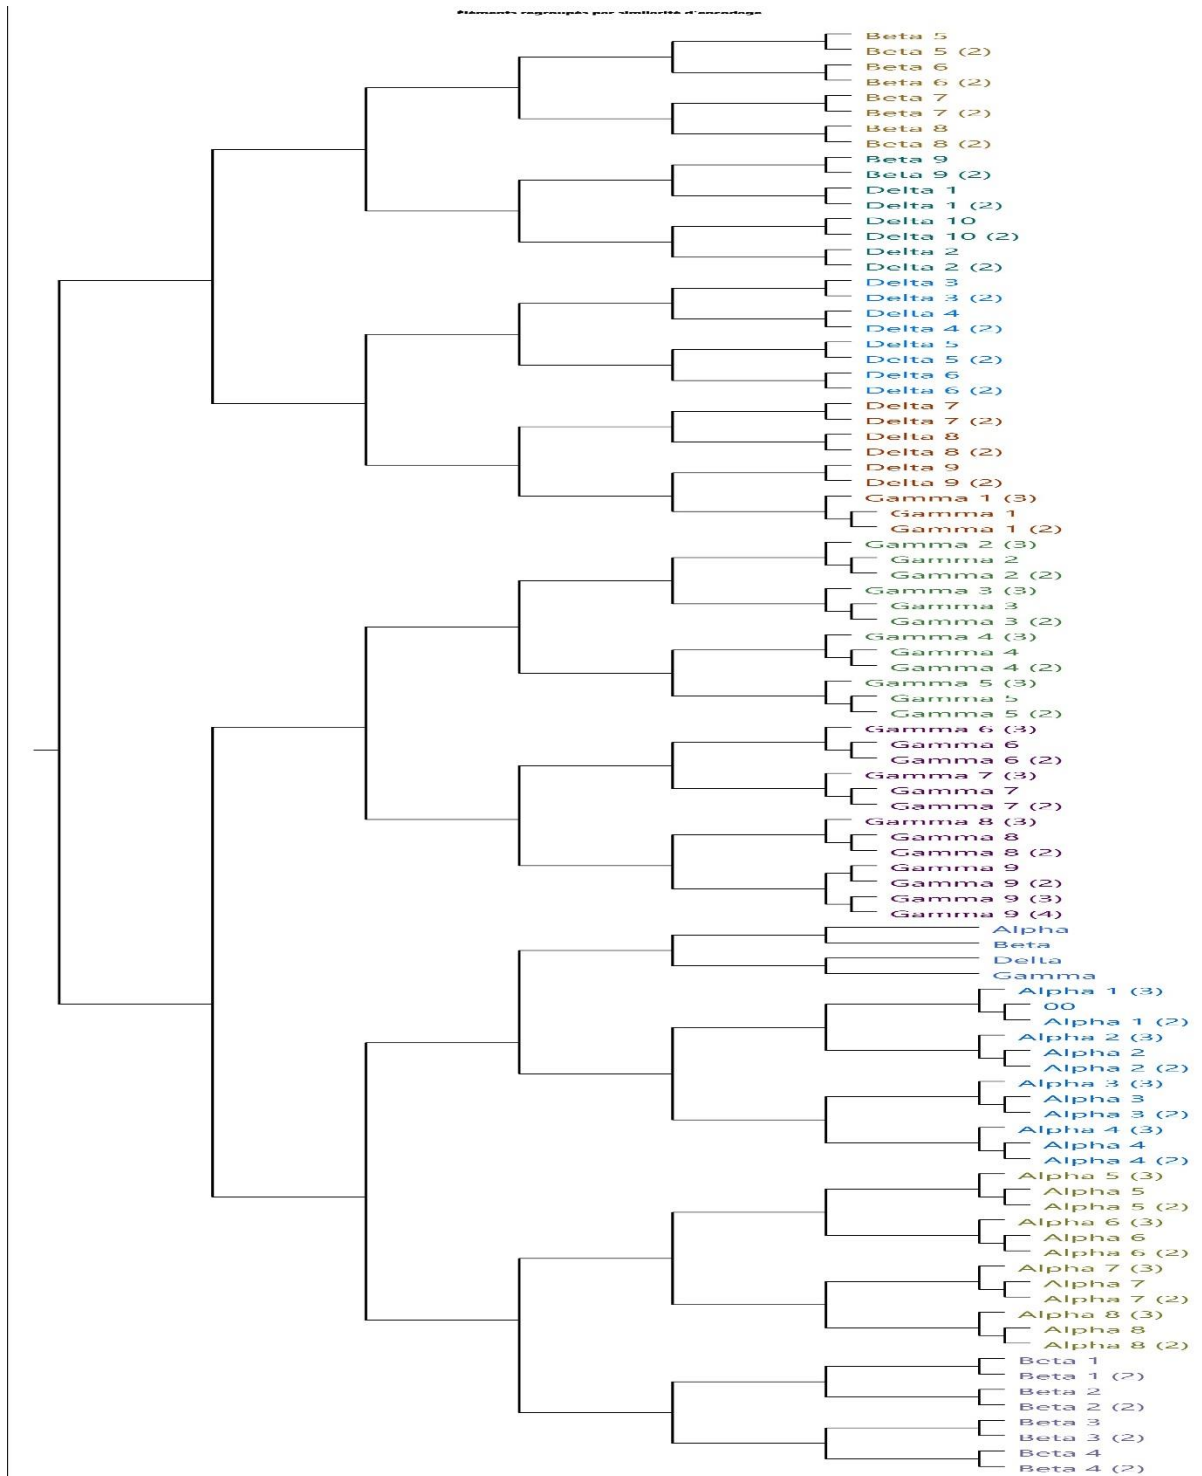 Éléments regroupés par similarité d'encodage
Beta 5
Beta 5 (2)
Beta 6
Beta 6 (2)
Beta 7
Beta 7 (2)
Beta 8
Beta 8 (2)
Beta 9
Beta 9 (2)
Delta 1
Delta 1 (2)
Delta 10
Delta 10 (2)
Delta 2
Delta 2 (2)
Delta 3
Delta 3 (2)
Delta 4
Delta 4 (2)
Delta 5
Delta 5 (2)
Delta 6
Delta 6 (2)
Delta 7
Delta 7 (2)
Delta 8
Delta 8 (2)
Delta 9
Delta 9 (2)
Gamma 1 (3)
Gamma 1
Gamma 1 (2)
Gamma 2 (3)
Gamma 2
Gamma 2 (2)
Gamma 3 (3)
Gamma 3
Gamma 3 (2)
Gamma 4 (3)
Gamma 4
Gamma 4 (2)
Gamma 5 (3)
Gamma 5
Gamma 5 (2)
Gamma 6 (3)
Gamma 6
Gamma 6 (2)
Gamma 7 (3)
Gamma 7
Gamma 7 (2)
Gamma 8 (3)
Gamma 8
Gamma 8 (2)
Gamma 9
Gamma 9 (2)
Gamma 9 (3)
Gamma 9 (4)
Alpha
Beta
Delta
Gamma
Alpha 1 (3)
00
Alpha 1 (2)
Alpha 2 (3)
Alpha 2
Alpha 2 (2)
Alpha 3 (3)
Alpha 3
Alpha 3 (2)
Alpha 4 (3)
Alpha 4
Alpha 4 (2)
Alpha 5 (3)
Alpha 5
Alpha 5 (2)
Alpha 6 (3)
Alpha 6
Alpha 6 (2)
Alpha 7 (3)
Alpha 7
Alpha 7 (2)
Alpha 8 (3)
Alpha 8
Alpha 8 (2)
Beta 1
Beta 1 (2)
Beta 2
Beta 2 (2)
Beta 3
Beta 3 (2)
Beta 4
Beta 4 (2)